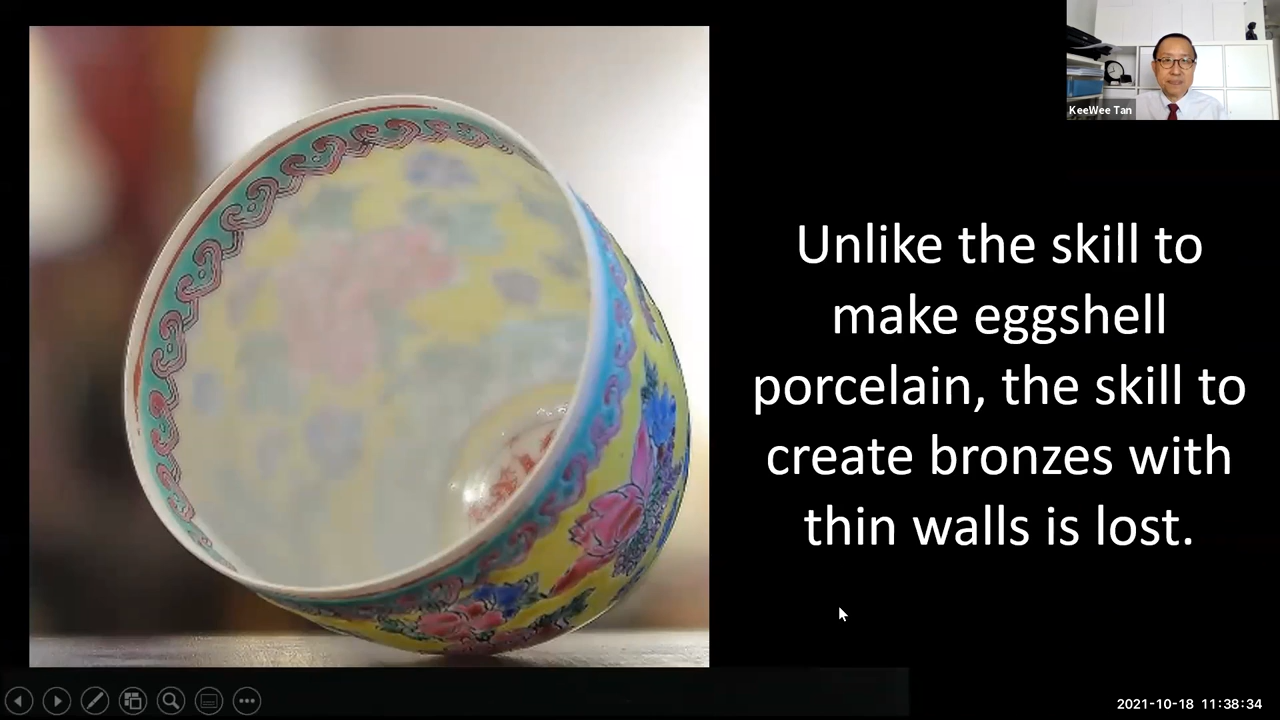 KeeWee Tan
Unlike the skill to
make eggshell
porcelain, the skill to
create bronzes with
thin walls is lost.
2021-10-18 11:38:34